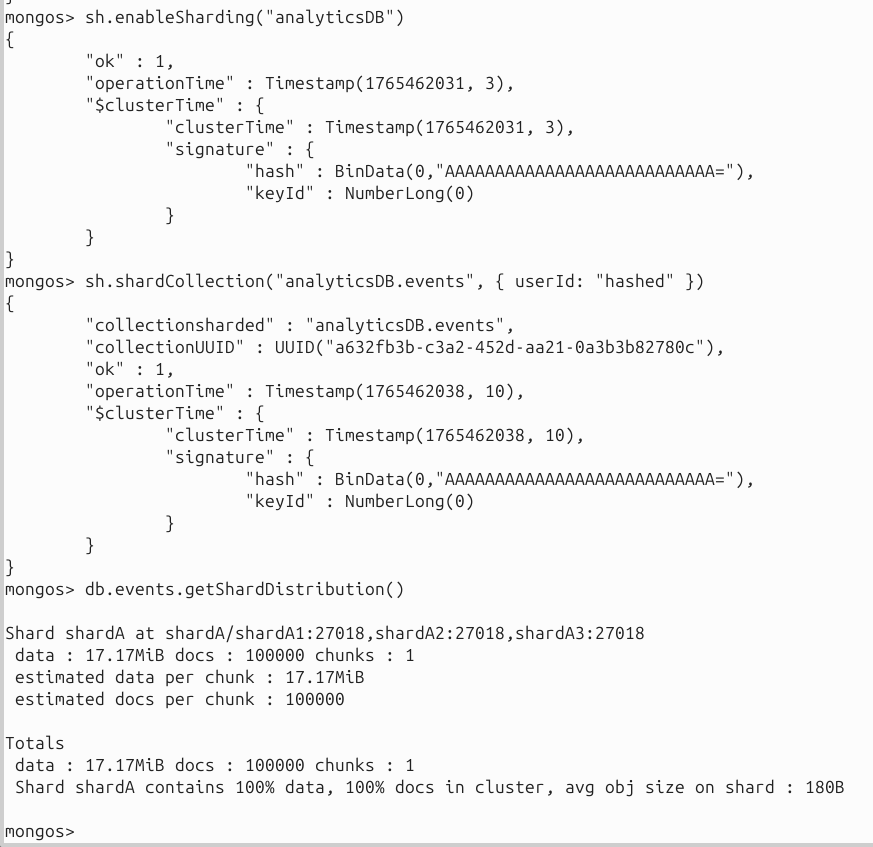 mongos> sh.enableSharding("analyticsDB")
{
        "ok" : 1,
        "operationTime" : Timestamp(1765462031, 3),
        "$clusterTime" : {
                "clusterTime" : Timestamp(1765462031, 3),
                "signature" : {
                        "hash" : BinData(0,"AAAAAAAAAAAAAAAAAAAAAAAAAAA="),
                        "keyId" : NumberLong(0)
                }
        }
}
mongos> sh.shardCollection("analyticsDB.events", { userId: "hashed" })
{
        "collectionsharded" : "analyticsDB.events",
        "collectionUUID" : UUID("a632fb3b-c3a2-452d-aa21-0a3b3b82780c"),
        "ok" : 1,
        "operationTime" : Timestamp(1765462038, 10),
        "$clusterTime" : {
                "clusterTime" : Timestamp(1765462038, 10),
                "signature" : {
                        "hash" : BinData(0,"AAAAAAAAAAAAAAAAAAAAAAAAAAA="),
                        "keyId" : NumberLong(0)
                }
        }
}
mongos> db.events.getShardDistribution()

Shard shardA at shardA/shardA1:27018,shardA2:27018,shardA3:27018
 data : 17.17MiB docs : 100000 chunks : 1
 estimated data per chunk : 17.17MiB
 estimated docs per chunk : 100000

Totals
 data : 17.17MiB docs : 100000 chunks : 1
 Shard shardA contains 100% data, 100% docs in cluster, avg obj size on shard : 180B

mongos>